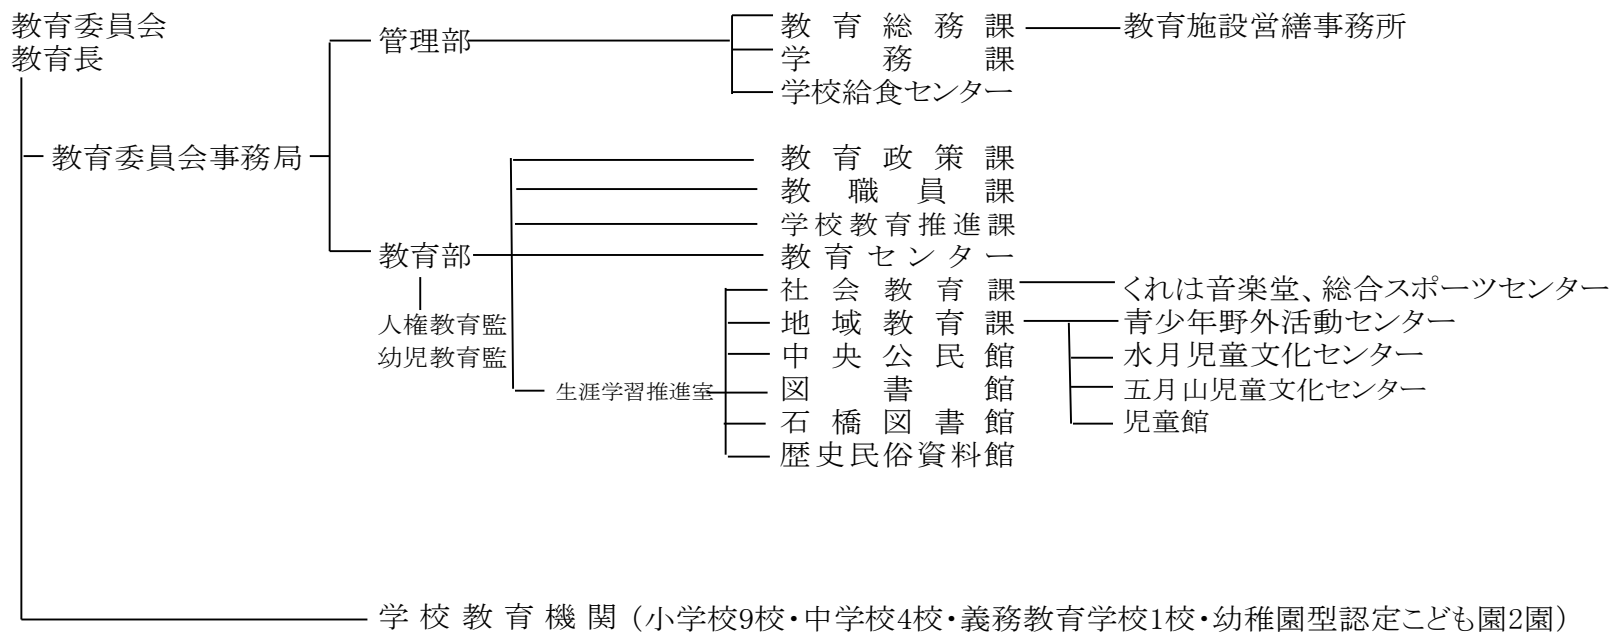 教育委員会
教育長
教育委員会事務局
管理部
教育総務課
教育施設営繕事務所
学務課
学校給食センター
教育部
人権教育監
幼児教育監
教育政策課
教職員課
学校教育推進課
教育センター
生涯学習推進室
社会教育課
くれは音楽堂、総合スポーツセンター
地域教育課
青少年野外活動センター
水月児童文化センター
五月山児童文化センター
児童館
中央公民館
図書館
石橋図書館
歴史民俗資料館
学校教育機関（小学校9校・中学校4校・義務教育学校1校・幼稚園型認定こども園2園）